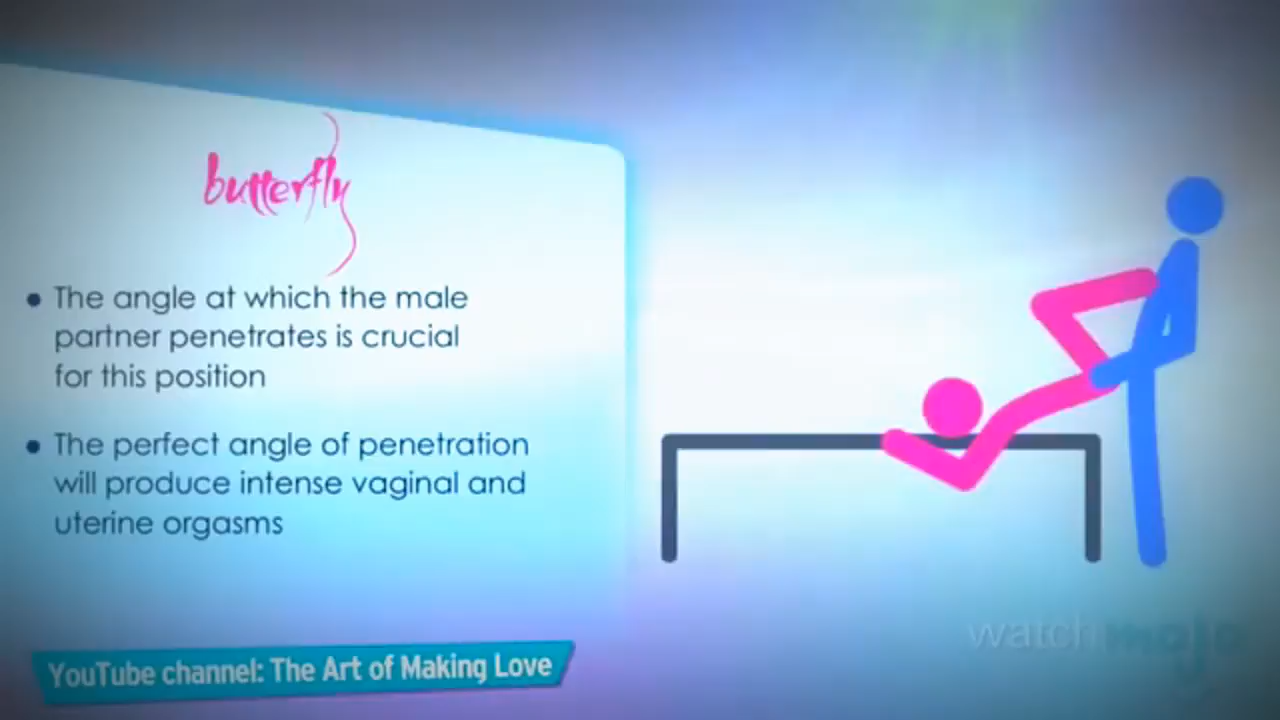 butterfly
• The angle at which the male
partner penetrates is crucial
for this position
• The perfect angle of penetration
will produce intense vaginal and
uterine orgasms
watchmojo
YouTube channel: The Art of Making Love